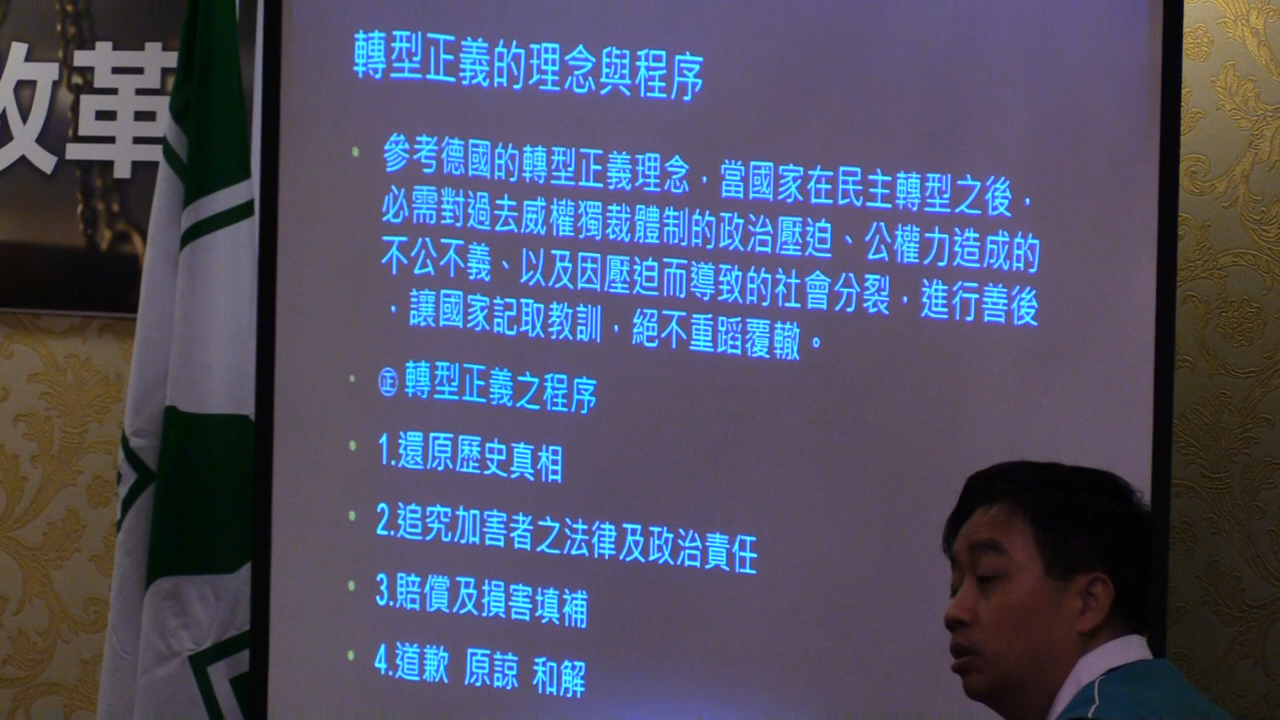 改革
轉型正義的理念與程序
• 參考德國的轉型正義理念，當國家在民主轉型之後，
必需對過去威權獨裁體制的政治壓迫、公權力造成的
不公不義、以及因壓迫而導致的社會分裂，進行善後
，讓國家記取教訓，絕不重蹈覆轍。
• ㊣轉型正義之程序
• 1.還原歷史真相
• 2.追究加害者之法律及政治責任
• 3.賠償及損害填補
• 4.道歉 原諒 和解